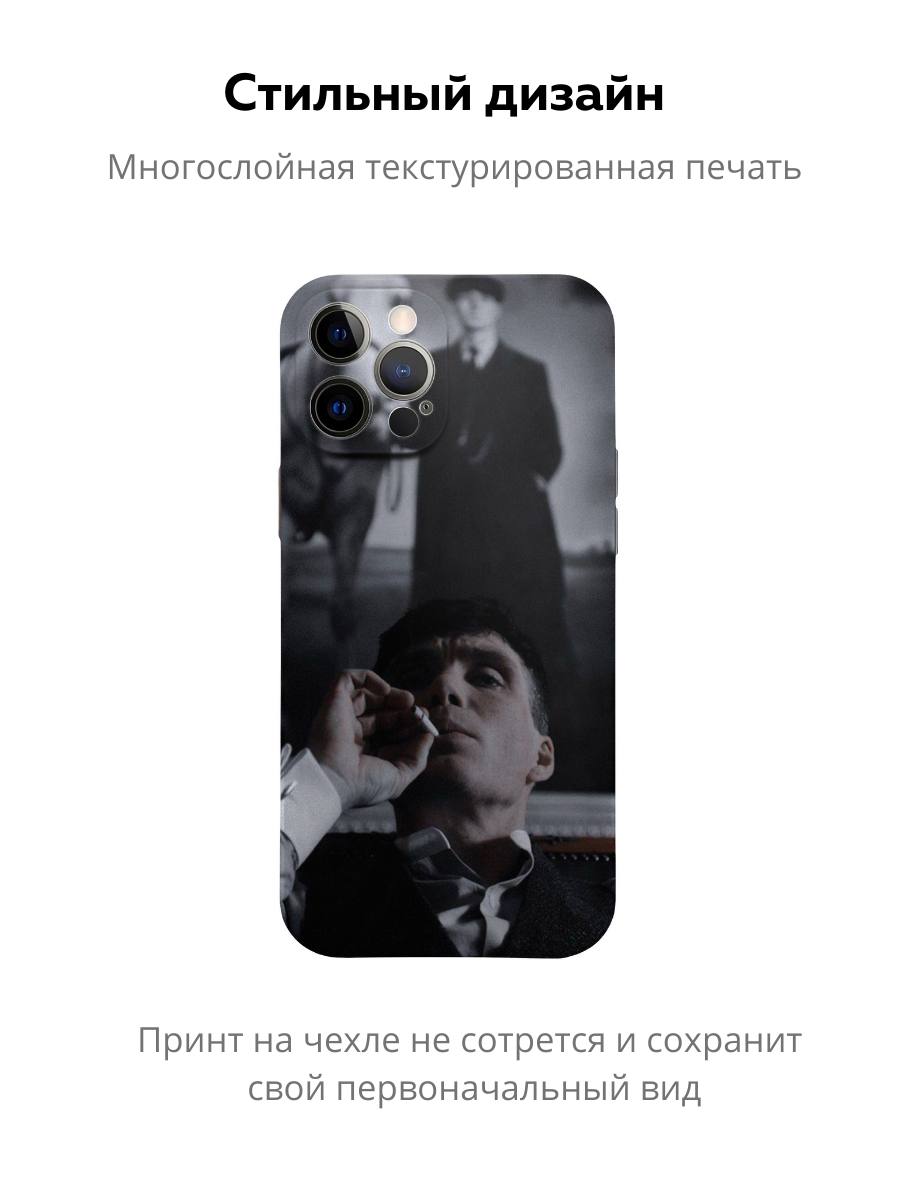 Стильный дизайн
Многослойная текстурированная печать
Принт на чехле не сотрется и сохранит
свой первоначальный вид